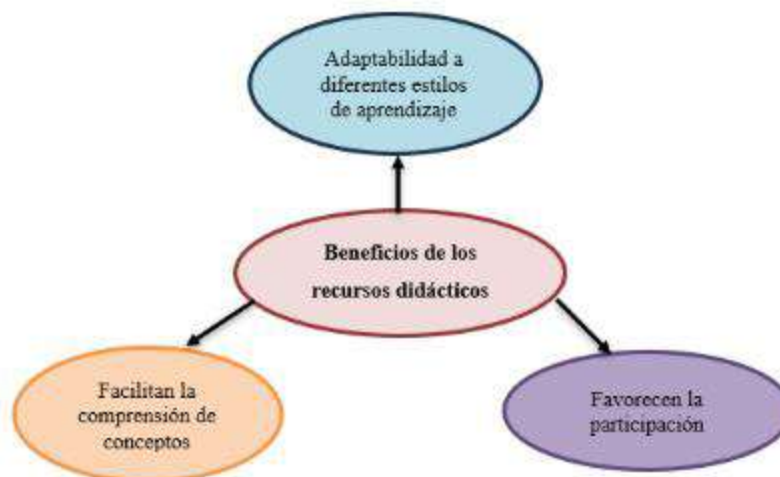 Adaptabilidad a
diferentes estilos
de aprendizaje
Beneficios de los
recursos didácticos
Facilitan la
comprensión de
conceptos
Favorecen la
participación